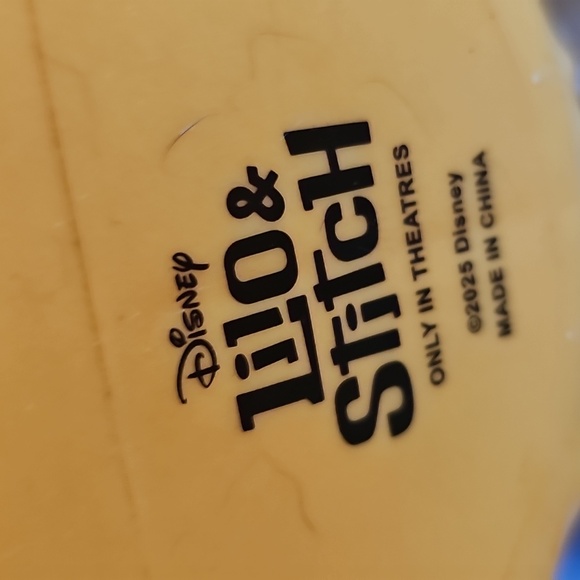 Disney
Lilo &
Stitch
ONLY IN THEATRES
©2025 Disney
MADE IN CHINA